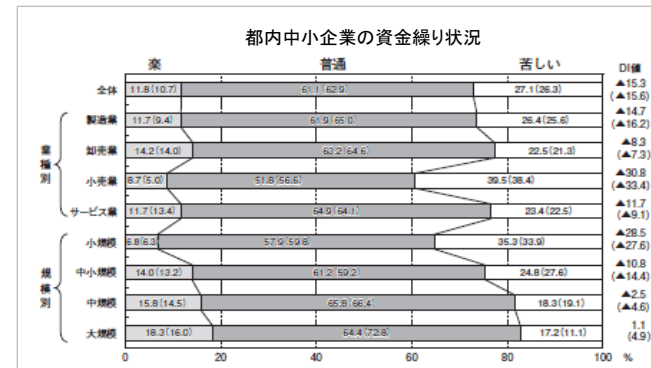 都内中小企業の資金繰り状況
楽 普通 苦しい DI値
全体 11.8(10.7) 61.1(62.9) 27.1(26.3) ▲15.3
(▲15.6)
製造業 11.7(9.4) 61.9(65.0) 26.4(25.6) ▲14.7
(▲16.2)
卸売業 14.2(14.0) 63.2(64.6) 22.5(21.3) ▲8.3
(▲7.3)
小売業 8.7(5.0) 51.8(56.6) 39.5(38.4) ▲30.8
(▲33.4)
サービス業 11.7(13.4) 64.9(64.1) 23.4(22.5) ▲11.7
(▲9.1)
業種別
小規模 6.8(6.3) 57.9(59.8) 35.3(33.9) ▲28.5
(▲27.6)
中小規模 14.0(13.2) 61.2(59.2) 24.8(27.6) ▲10.8
(▲14.4)
中規模 15.8(14.5) 65.8(66.4) 18.3(19.1) ▲2.5
(▲4.6)
大規模 18.3(16.0) 64.4(72.8) 17.2(11.1) 1.1
(4.9)
規模別
0 20 40 60 80 100 %